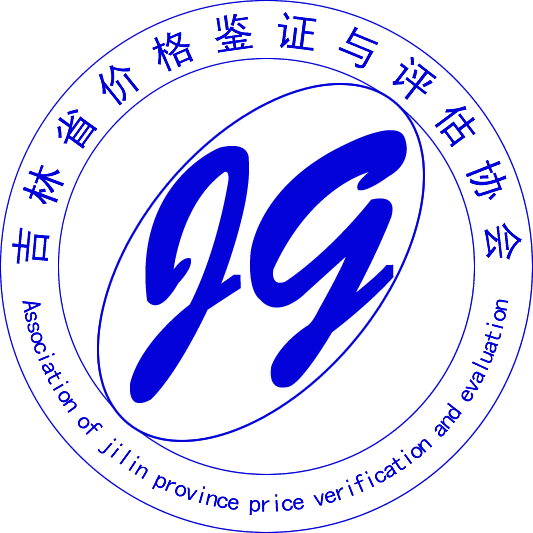 吉林省价格鉴证与评估协会
JG
Association of jilin province price verification and evaluation